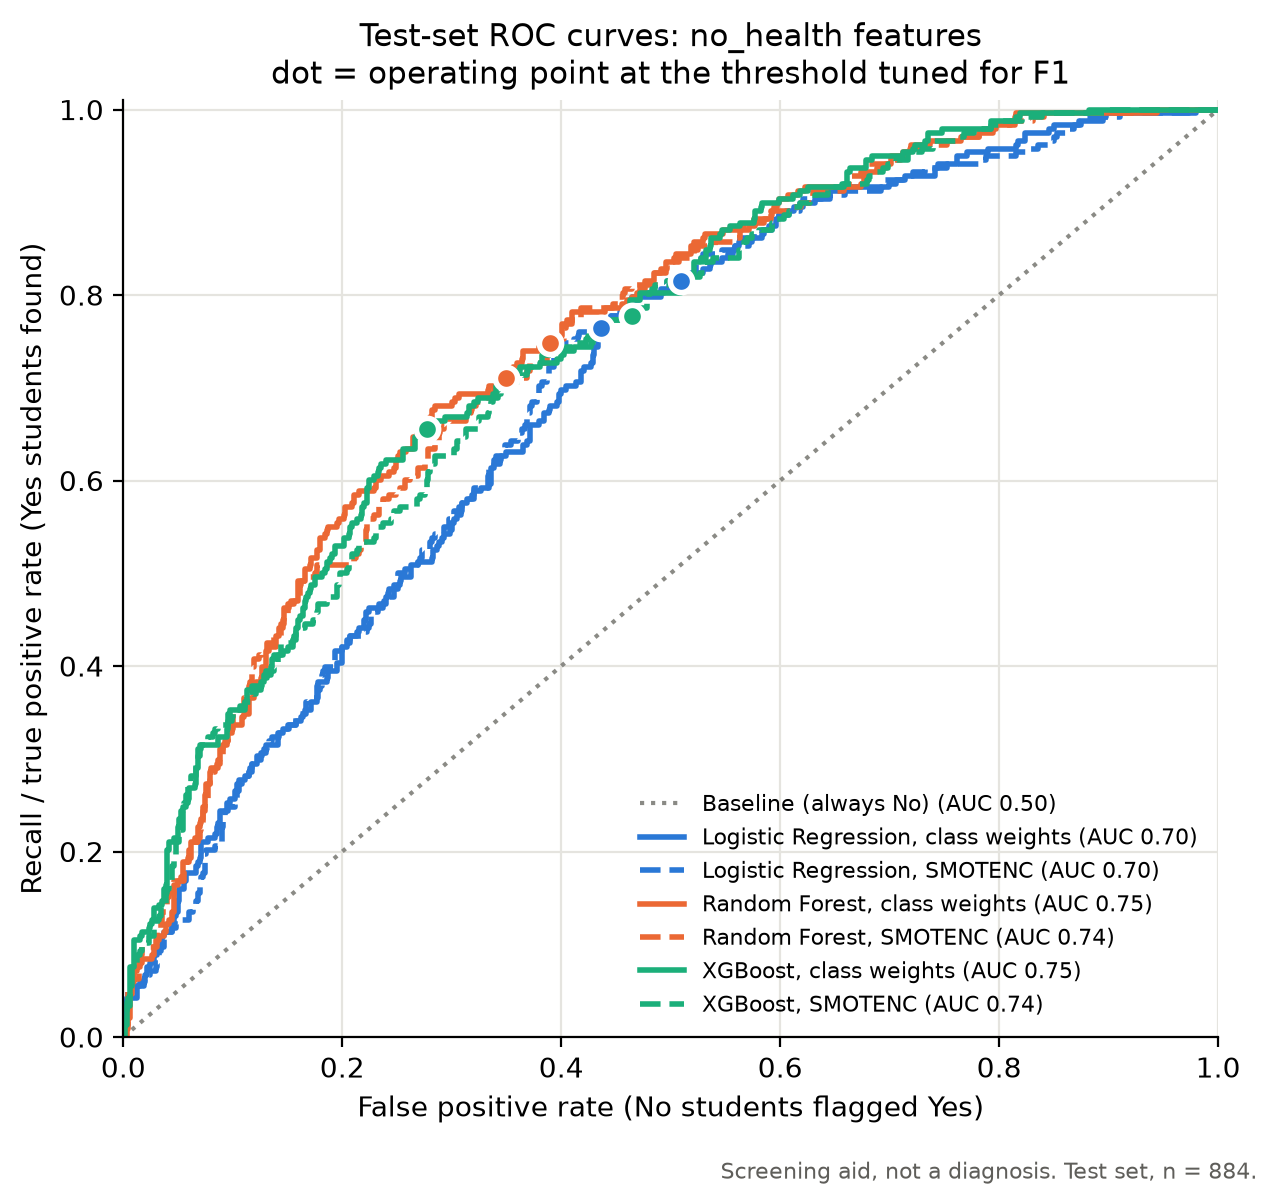 Test-set ROC curves: no_health features
dot = operating point at the threshold tuned for F1
Recall / true positive rate (Yes students found)
1.0
0.8
0.6
0.4
0.2
0.0
Baseline (always No) (AUC 0.50)
Logistic Regression, class weights (AUC 0.70)
Logistic Regression, SMOTENC (AUC 0.70)
Random Forest, class weights (AUC 0.75)
Random Forest, SMOTENC (AUC 0.74)
XGBoost, class weights (AUC 0.75)
XGBoost, SMOTENC (AUC 0.74)
0.0 0.2 0.4 0.6 0.8 1.0
False positive rate (No students flagged Yes)
Screening aid, not a diagnosis. Test set, n = 884.